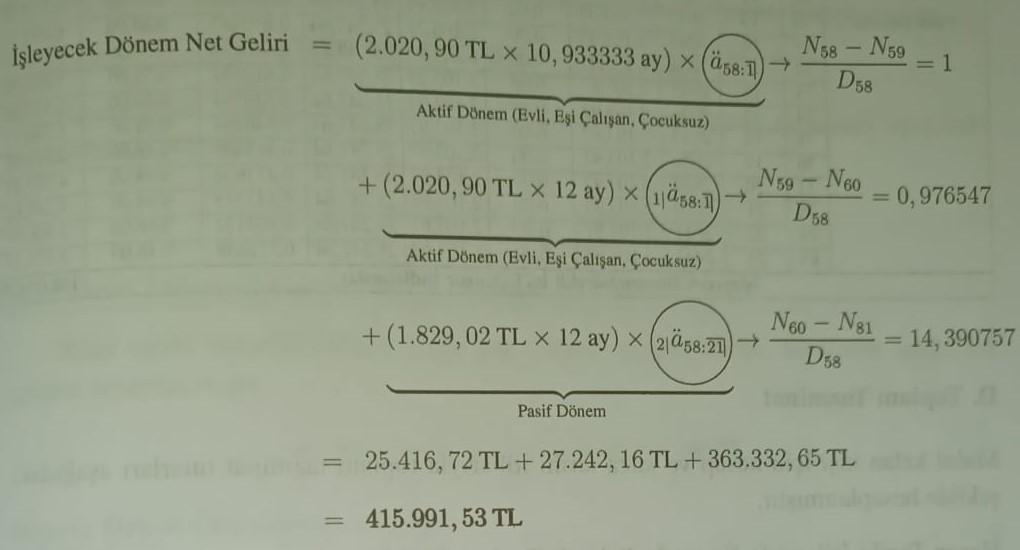 İşleyecek Dönem Net Geliri = (2.020, 90 TL × 10, 933333 ay) × (ä58:1̅|) → N58 − N59 / D58 = 1
Aktif Dönem (Evli, Eşi Çalışan, Çocuksuz)
+ (2.020, 90 TL × 12 ay) × (1|ä58:1̅|) → N59 − N60 / D58 = 0, 976547
Aktif Dönem (Evli, Eşi Çalışan, Çocuksuz)
+ (1.829, 02 TL × 12 ay) × (2|ä58:2̅1̅|) → N60 − N81 / D58 = 14, 390757
Pasif Dönem
= 25.416, 72 TL + 27.242, 16 TL + 363.332, 65 TL
= 415.991, 53 TL